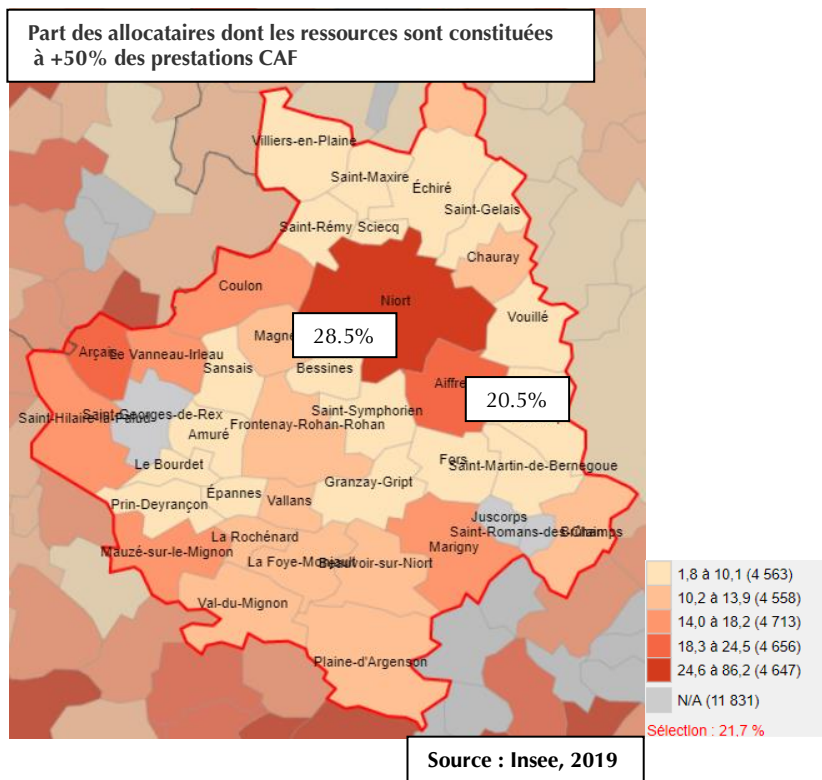 Part des allocataires dont les ressources sont constituées
à +50% des prestations CAF
Villiers-en-Plaine
Saint-Maxire
Échiré
Saint-Gelais
Saint-Rémy Sciecq
Chauray
Coulon
Niort
Vouillé
Magné
28.5%
Arçais
Le Vanneau-Irleau
Sansais
Bessines
Aiffres
20.5%
Saint-Georges-de-Rex
Saint-Hilaire-la-Palud
Saint-Symphorien
Amuré
Frontenay-Rohan-Rohan
Le Bourdet
Fors
Saint-Martin-de-Bernegoue
Prin-Deyrançon
Épannes
Vallans
Granzay-Gript
Juscorps
Saint-Romans-des-Champs
Brûlain
La Rochénard
Mauzé-sur-le-Mignon
Marigny
La Foye-Monjault
Beauvoir-sur-Niort
Val-du-Mignon
Plaine-d'Argenson
1,8 à 10,1 (4 563)
10,2 à 13,9 (4 558)
14,0 à 18,2 (4 713)
18,3 à 24,5 (4 656)
24,6 à 86,2 (4 647)
N/A (11 831)
Sélection : 21,7 %
Source : Insee, 2019